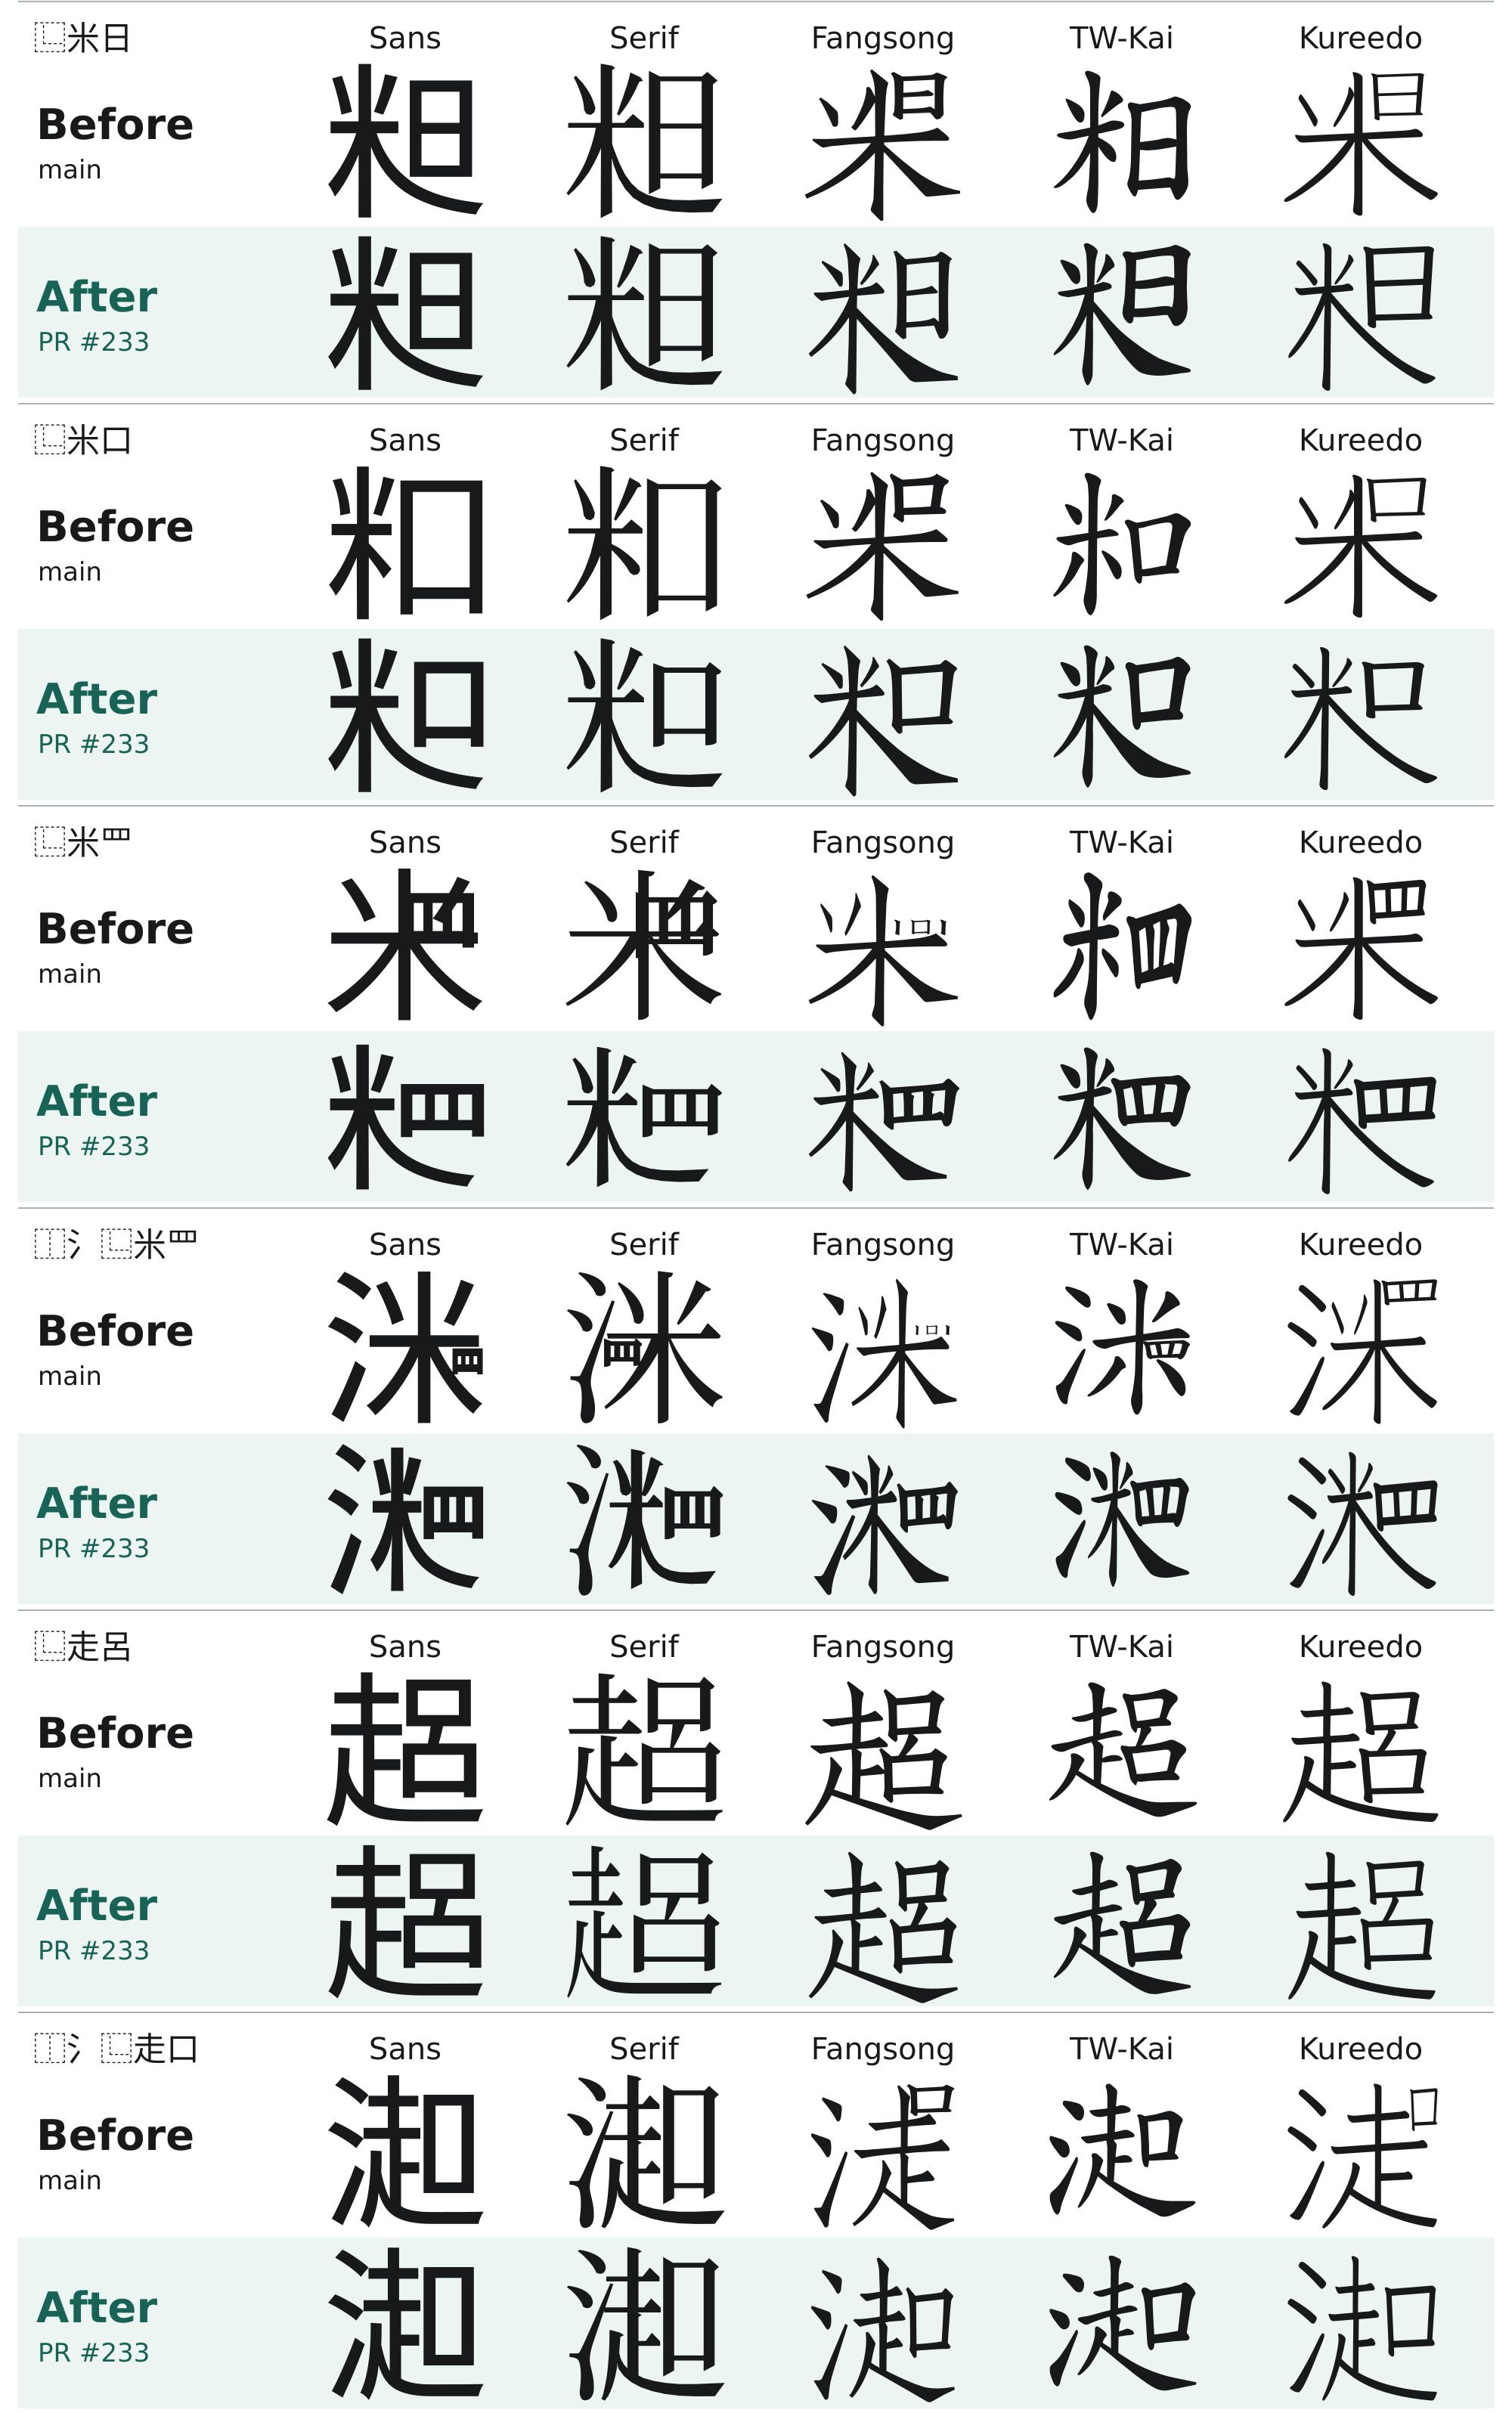 ⿺米日 Sans Serif Fangsong TW-Kai Kureedo
Before
main
After
PR #233
⿺米口 Sans Serif Fangsong TW-Kai Kureedo
Before
main
After
PR #233
⿺米罒 Sans Serif Fangsong TW-Kai Kureedo
Before
main
After
PR #233
⿰氵⿺米罒 Sans Serif Fangsong TW-Kai Kureedo
Before
main
After
PR #233
⿺走呂 Sans Serif Fangsong TW-Kai Kureedo
Before
main
After
PR #233
⿰氵⿺走口 Sans Serif Fangsong TW-Kai Kureedo
Before
main
After
PR #233